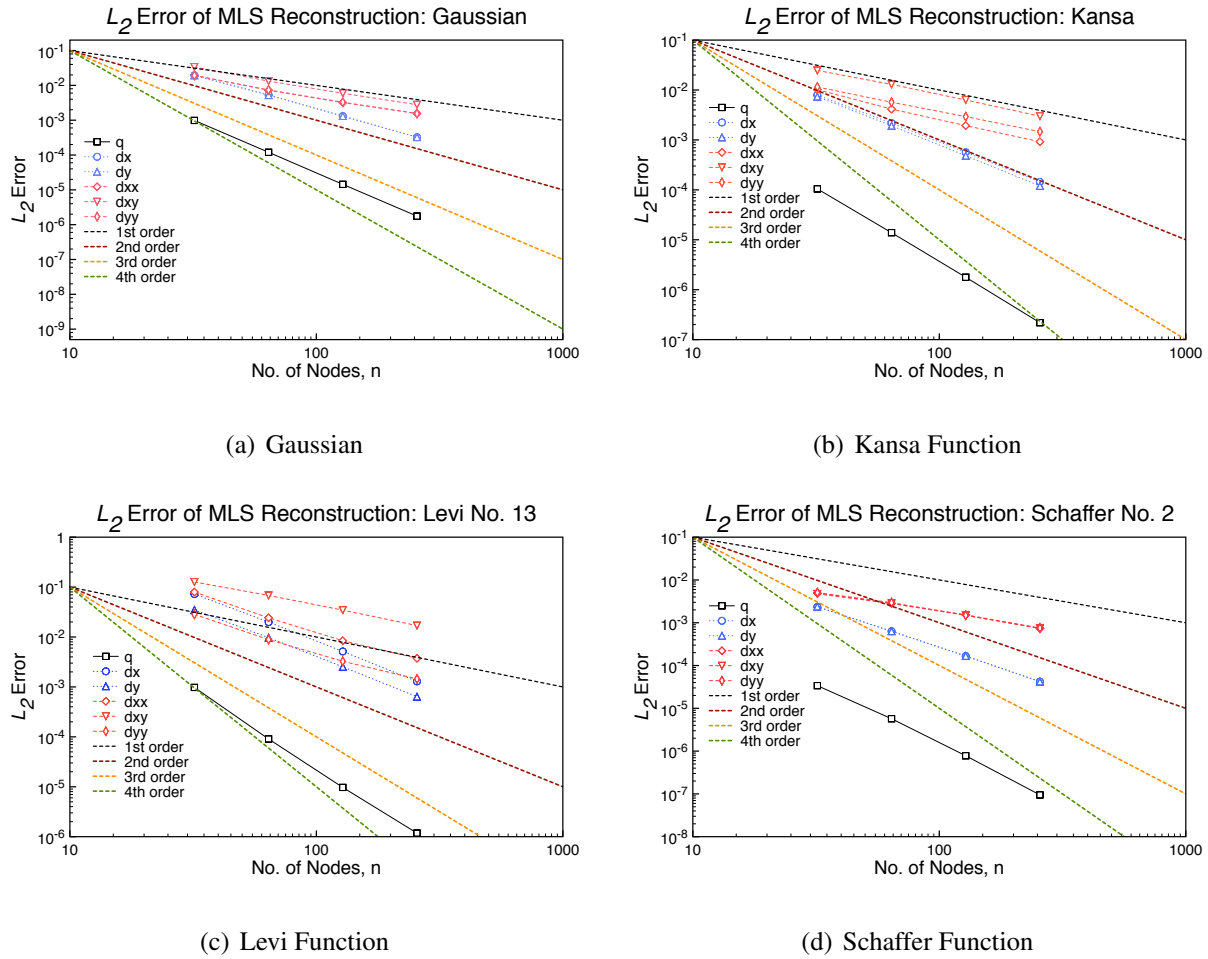 L2 Error of MLS Reconstruction: Gaussian
10^-1
10^-2
10^-3
10^-4
10^-5
10^-6
10^-7
10^-8
10^-9
L2 Error
q
dx
dy
dxx
dxy
dyy
1st order
2nd order
3rd order
4th order
10 100 1000
No. of Nodes, n
(a) Gaussian
L2 Error of MLS Reconstruction: Kansa
10^-1
10^-2
10^-3
10^-4
10^-5
10^-6
10^-7
L2 Error
q
dx
dy
dxx
dxy
dyy
1st order
2nd order
3rd order
4th order
10 100 1000
No. of Nodes, n
(b) Kansa Function
L2 Error of MLS Reconstruction: Levi No. 13
1
10^-1
10^-2
10^-3
10^-4
10^-5
10^-6
L2 Error
q
dx
dy
dxx
dxy
dyy
1st order
2nd order
3rd order
4th order
10 100 1000
No. of Nodes, n
(c) Levi Function
L2 Error of MLS Reconstruction: Schaffer No. 2
10^-1
10^-2
10^-3
10^-4
10^-5
10^-6
10^-7
10^-8
L2 Error
q
dx
dy
dxx
dxy
dyy
1st order
2nd order
3rd order
4th order
10 100 1000
No. of Nodes, n
(d) Schaffer Function